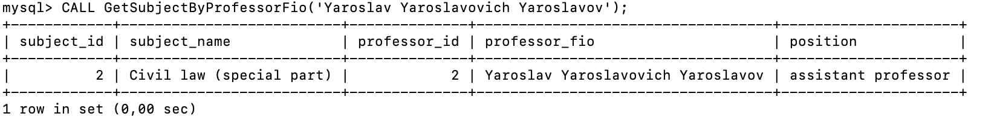 mysql> CALL GetSubjectByProfessorFio('Yaroslav Yaroslavovich Yaroslavov');
+------------+--------------------------+--------------+-----------------------------------+---------------------+
| subject_id | subject_name             | professor_id | professor_fio                     | position            |
+------------+--------------------------+--------------+-----------------------------------+---------------------+
|          2 | Civil law (special part) |            2 | Yaroslav Yaroslavovich Yaroslavov | assistant professor |
+------------+--------------------------+--------------+-----------------------------------+---------------------+
1 row in set (0,00 sec)